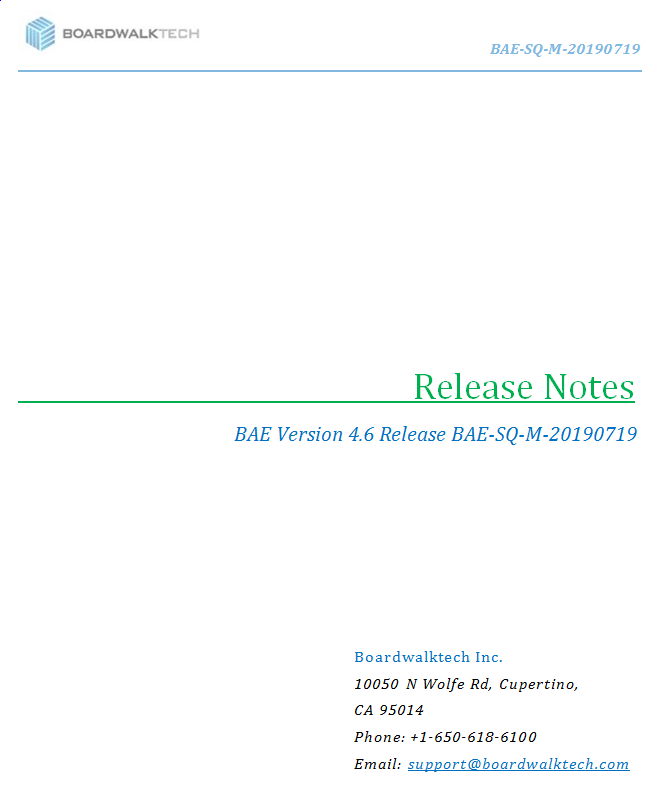 BOARDWALKTECH
BAE-SQ-M-20190719
Release Notes
BAE Version 4.6 Release BAE-SQ-M-20190719
Boardwalktech Inc.
10050 N Wolfe Rd, Cupertino,
CA 95014
Phone: +1-650-618-6100
Email: support@boardwalktech.com